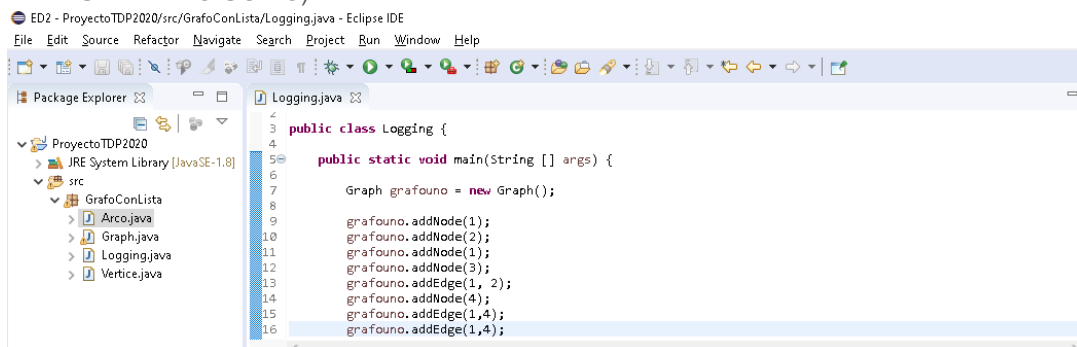 ED2 - ProyectoTDP2020/src/GrafoConLista/Logging.java - Eclipse IDE
File Edit Source Refactor Navigate Search Project Run Window Help
Package Explorer
Logging.java
ProyectoTDP2020
JRE System Library [JavaSE-1.8]
src
GrafoConLista
Arco.java
Graph.java
Logging.java
Vertice.java
2
3 public class Logging {
4
5 public static void main(String [] args) {
6
7 Graph grafouno = new Graph();
8
9 grafouno.addNode(1);
10 grafouno.addNode(2);
11 grafouno.addNode(1);
12 grafouno.addNode(3);
13 grafouno.addEdge(1, 2);
14 grafouno.addNode(4);
15 grafouno.addEdge(1,4);
16 grafouno.addEdge(1,4);